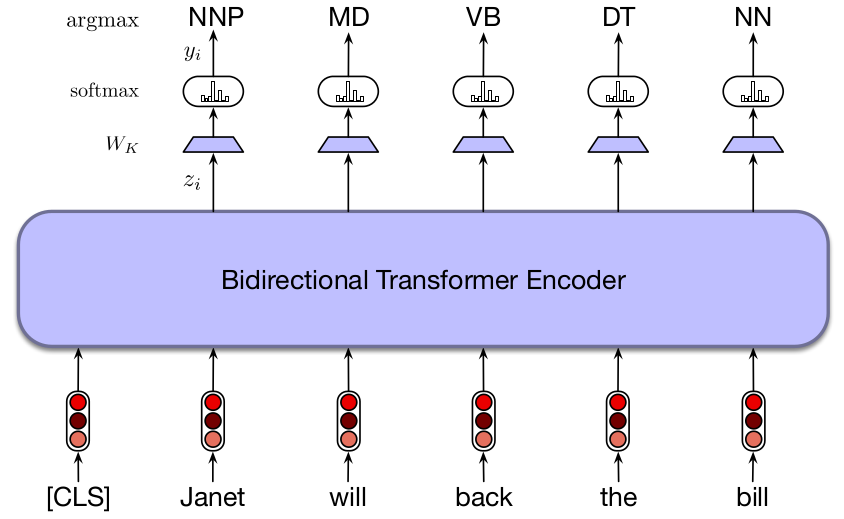 argmax NNP MD VB DT NN
y_i
softmax
W_K
z_i
Bidirectional Transformer Encoder
[CLS] Janet will back the bill